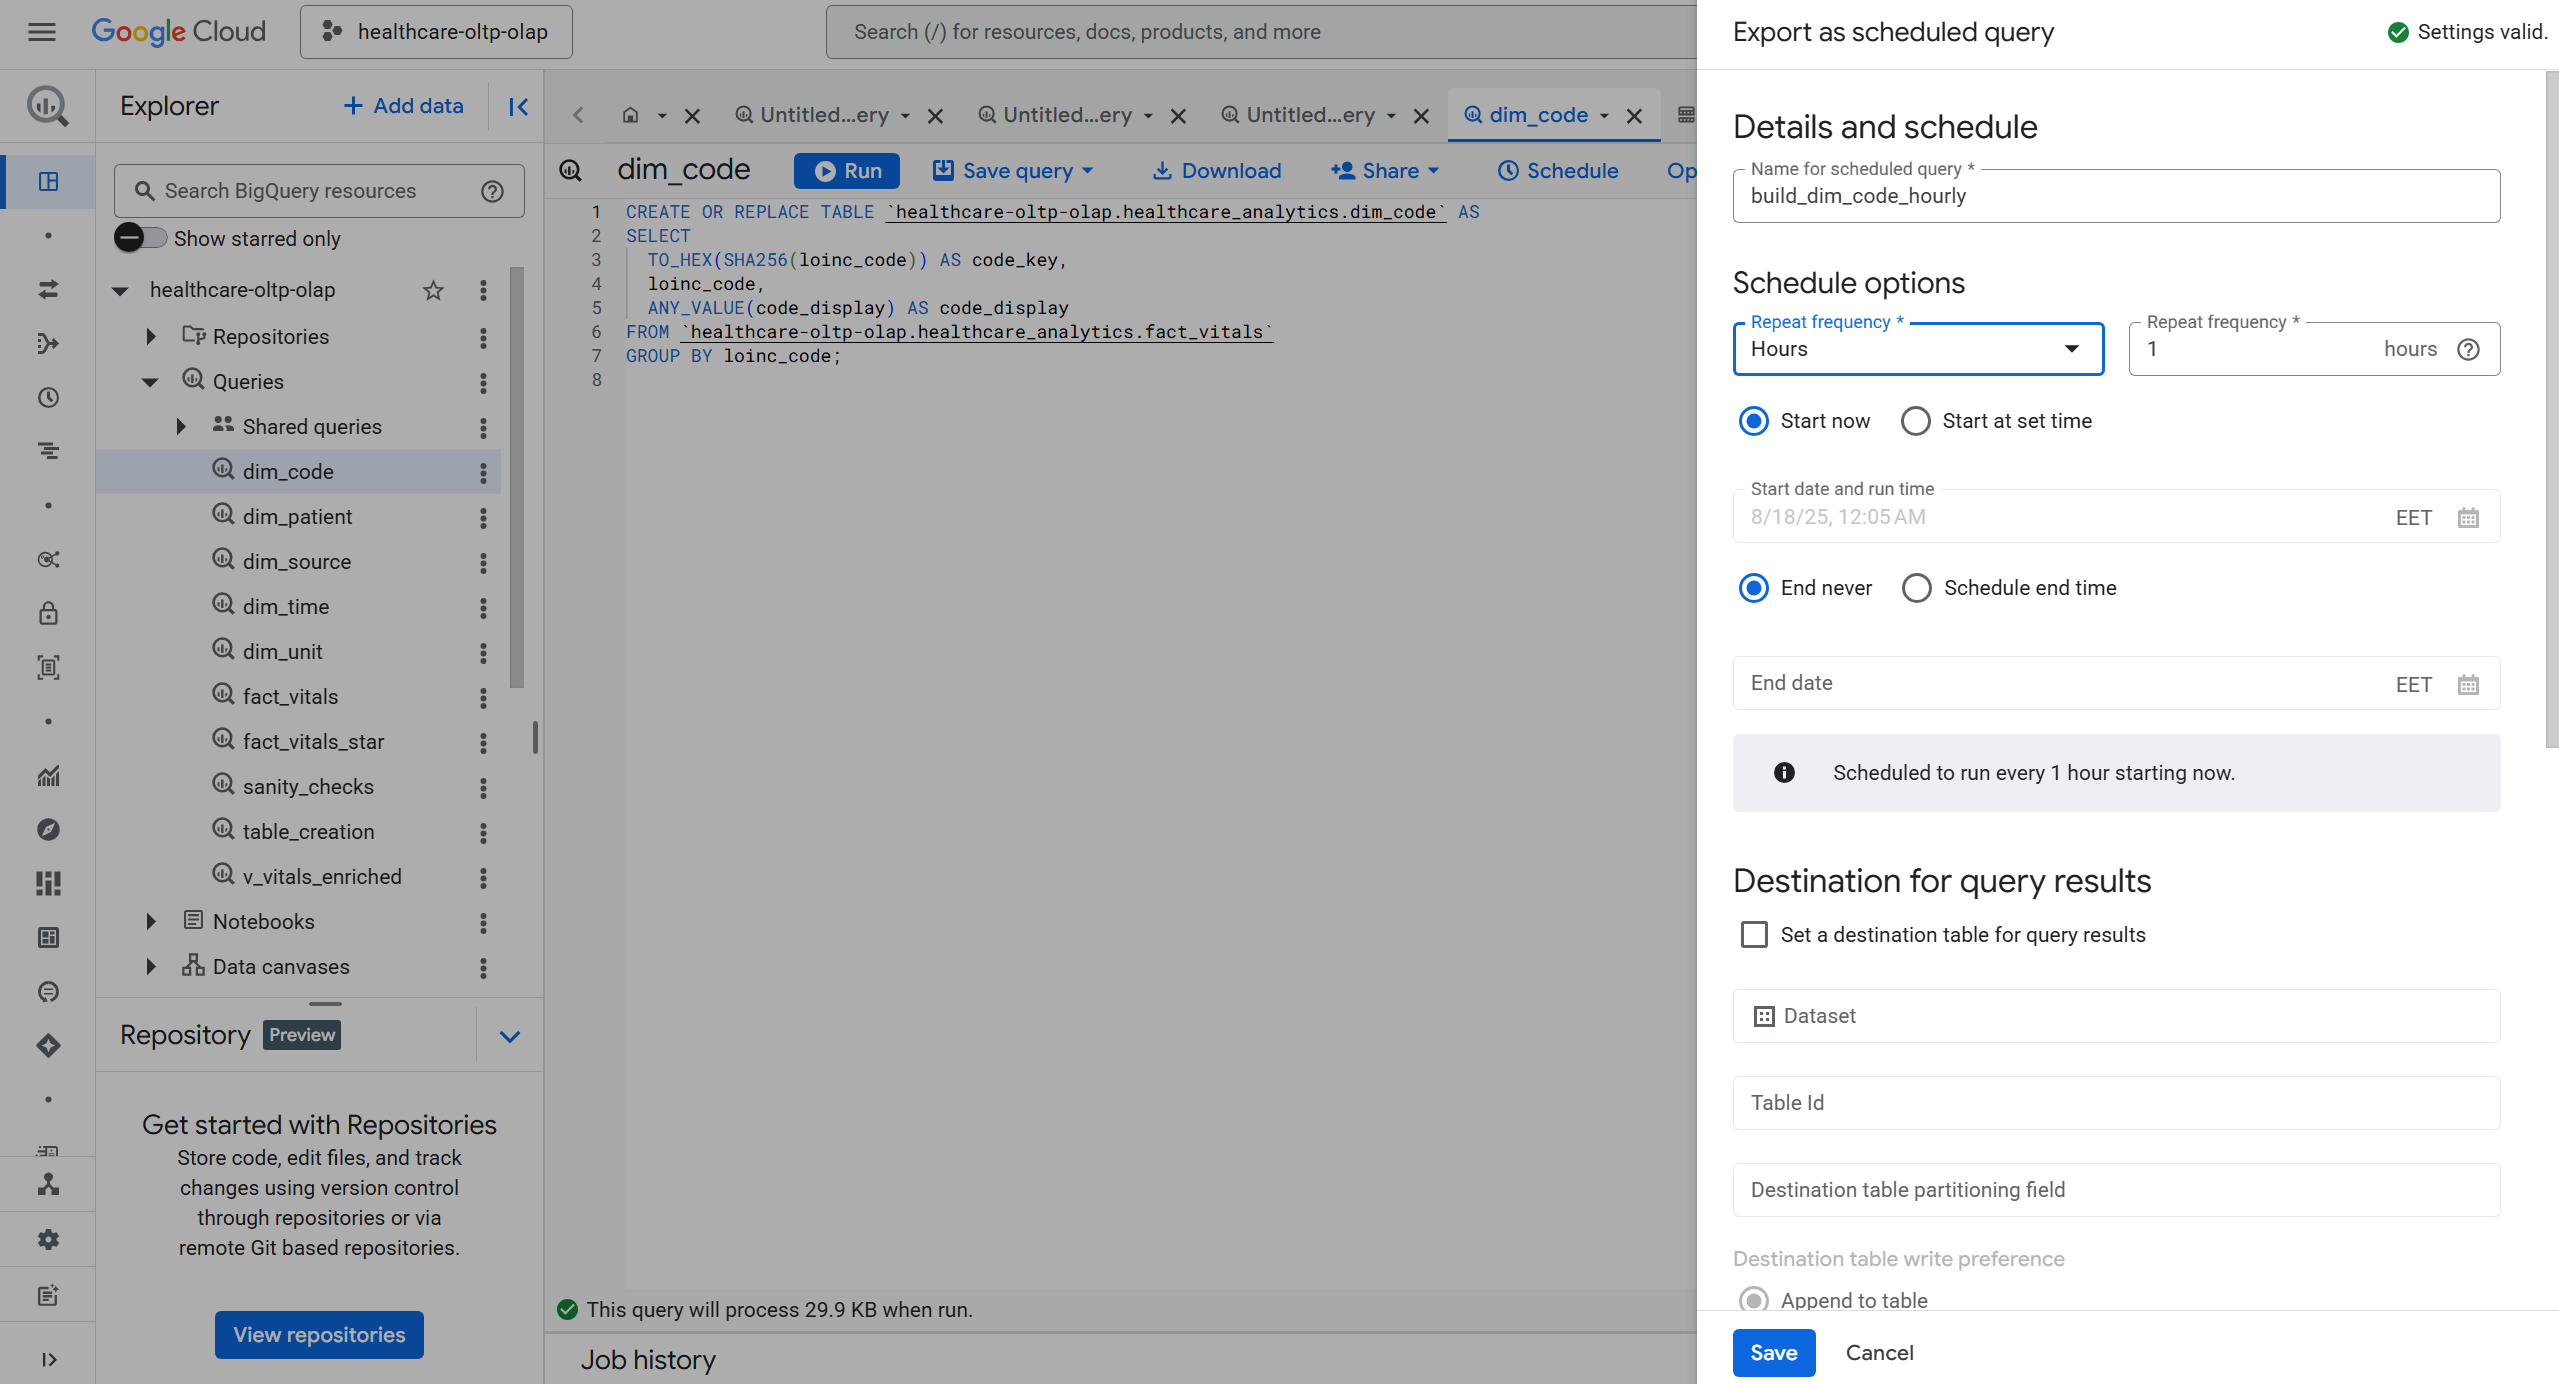 Google Cloud
healthcare-oltp-olap
Search (/) for resources, docs, products, and more
Explorer
+ Add data
Search BigQuery resources
Show starred only
healthcare-oltp-olap
Repositories
Queries
Shared queries
dim_code
dim_patient
dim_source
dim_time
dim_unit
fact_vitals
fact_vitals_star
sanity_checks
table_creation
v_vitals_enriched
Notebooks
Data canvases
Repository Preview
Get started with Repositories
Store code, edit files, and track
changes using version control
through repositories or via
remote Git based repositories.
View repositories
Untitled...ery
Untitled...ery
Untitled...ery
dim_code
dim_code
Run
Save query
Download
Share
Schedule
Op
1 CREATE OR REPLACE TABLE `healthcare-oltp-olap.healthcare_analytics.dim_code` AS
2 SELECT
3 TO_HEX(SHA256(loinc_code)) AS code_key,
4 loinc_code,
5 ANY_VALUE(code_display) AS code_display
6 FROM `healthcare-oltp-olap.healthcare_analytics.fact_vitals`
7 GROUP BY loinc_code;
8
This query will process 29.9 KB when run.
Job history
Export as scheduled query
Settings valid.
Details and schedule
Name for scheduled query *
build_dim_code_hourly
Schedule options
Repeat frequency *
Hours
Repeat frequency *
1 hours
Start now
Start at set time
Start date and run time
8/18/25, 12:05 AM
EET
End never
Schedule end time
End date
EET
Scheduled to run every 1 hour starting now.
Destination for query results
Set a destination table for query results
Dataset
Table Id
Destination table partitioning field
Destination table write preference
Append to table
Save
Cancel